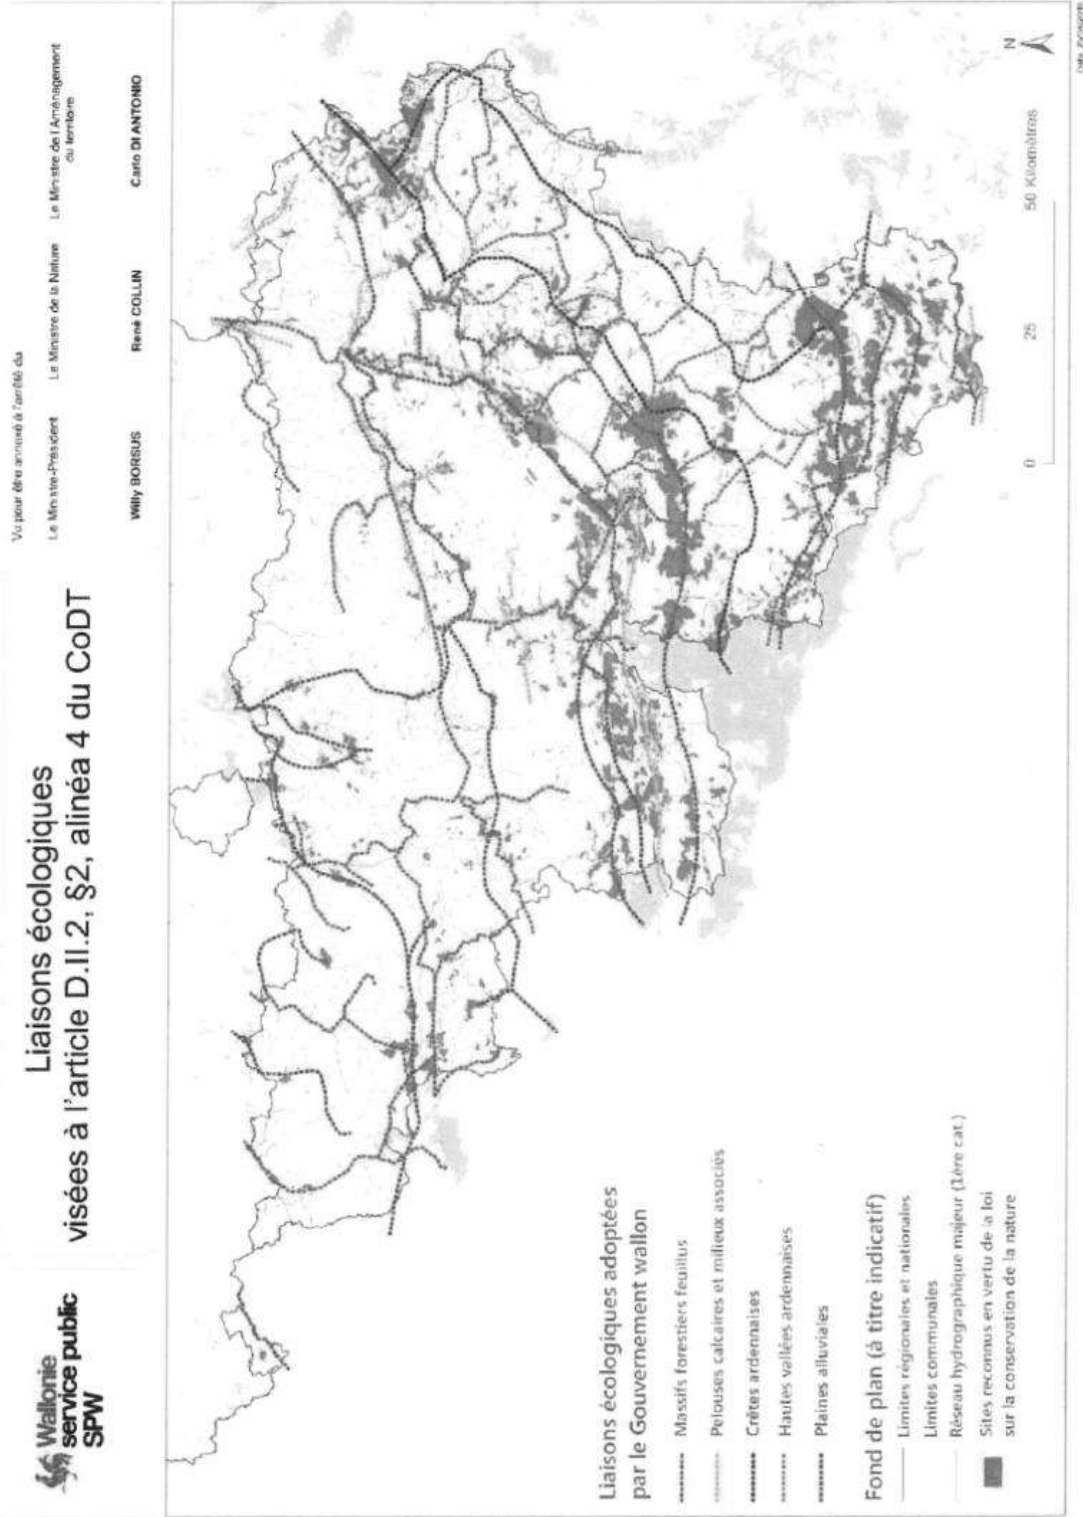 Wallonie
service public
SPW
Liaisons écologiques
visées à l'article D.II.2, §2, alinéa 4 du CoDT
Vu pour être annexé à l'arrêté du
Le Ministre-Président
Le Ministre de la Nature
Le Ministre de l'Aménagement
du territoire
Willy BORSUS
René COLLIN
Carlo DI ANTONIO
Liaisons écologiques adoptées
par le Gouvernement wallon
Massifs forestiers feuillus
Pelouses calcaires et milieux associés
Crêtes ardennaises
Hautes vallées ardennaises
Plaines alluviales
Fond de plan (à titre indicatif)
Limites régionales et nationales
Limites communales
Réseau hydrographique majeur (1ère cat.)
Sites reconnus en vertu de la loi
sur la conservation de la nature
0 25 50 Kilomètres
N